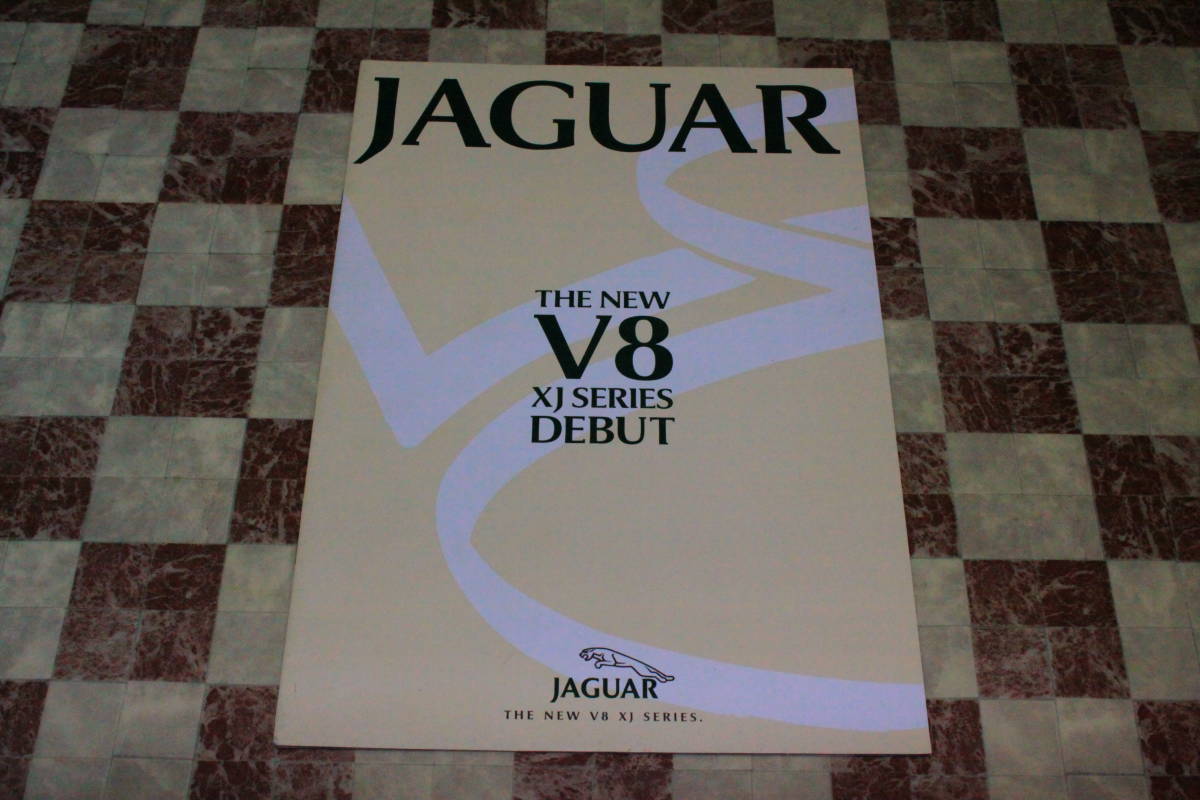 JAGUAR
THE NEW
V8
XJ SERIES
DEBUT
JAGUAR
THE NEW V8 XJ SERIES.